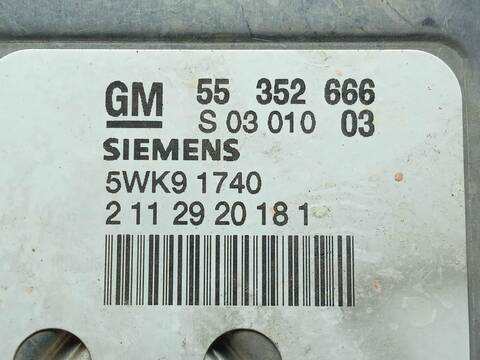 GM 55 352 666
S 03 010 03
SIEMENS
5WK9 1740
2 11 29 20 18 1